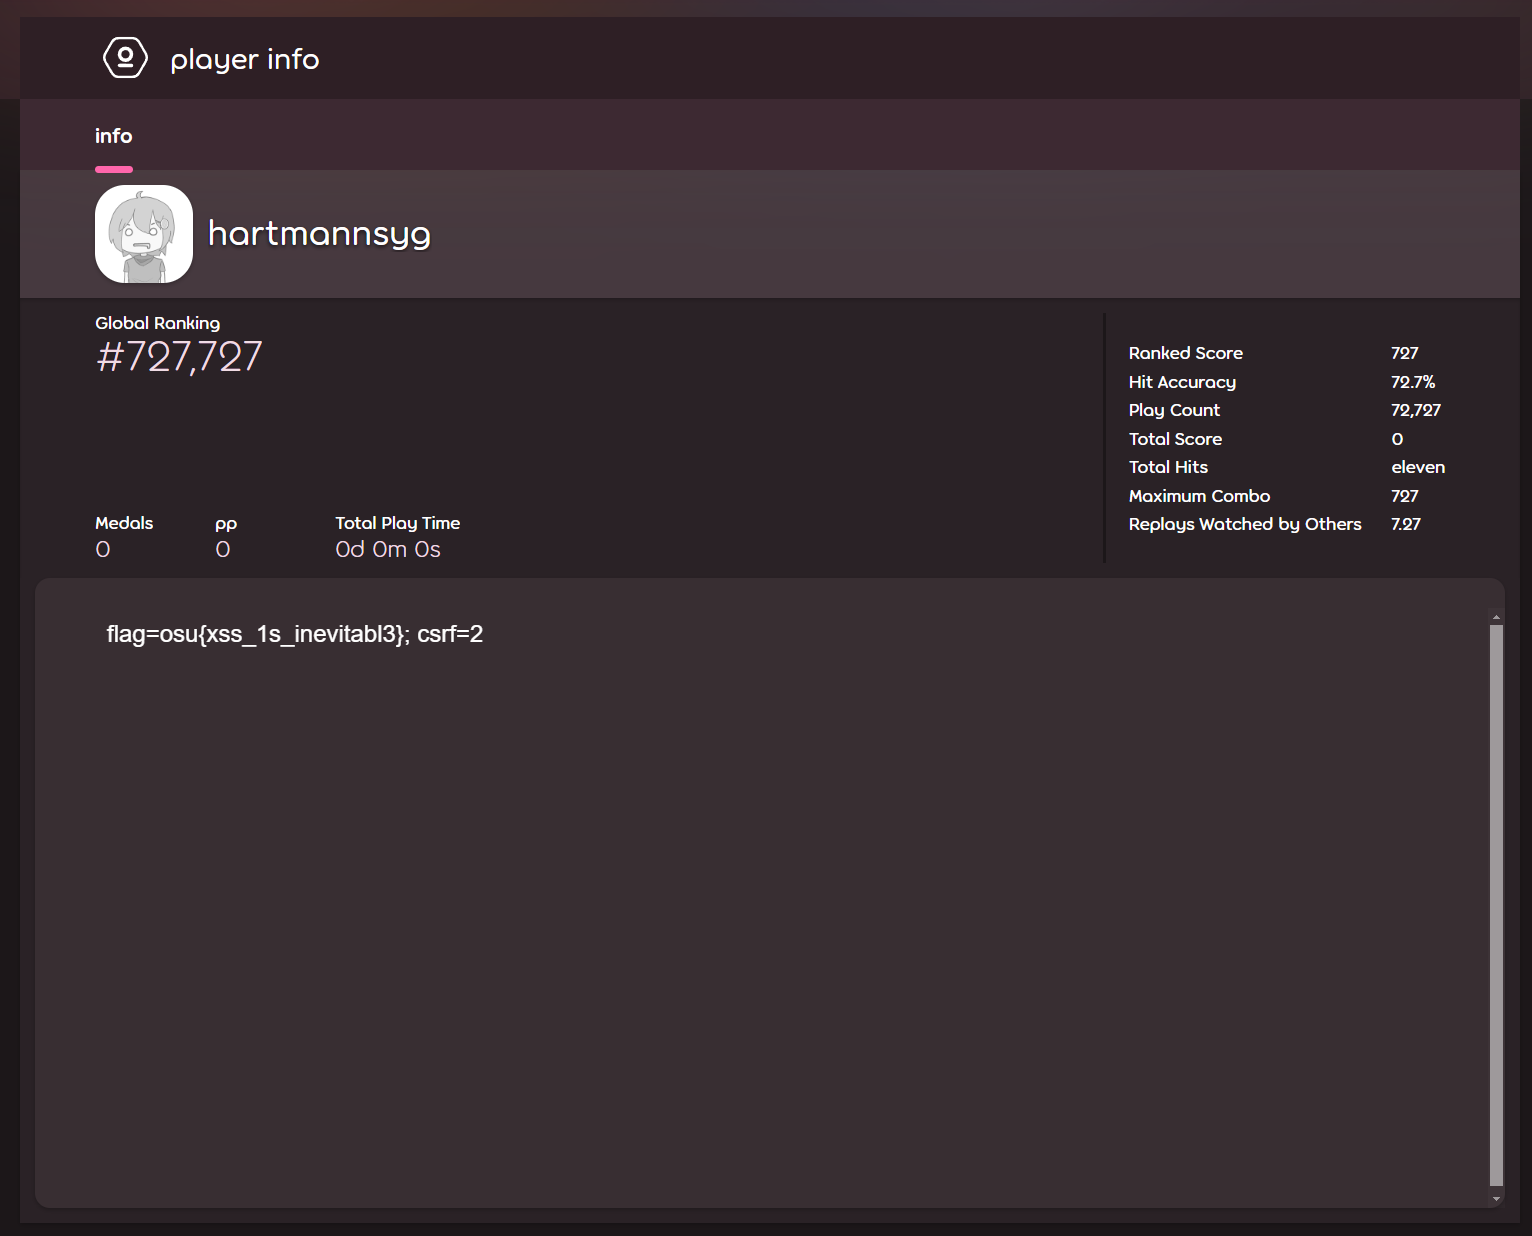 player info
info
hartmannsyg
Global Ranking
#727,727
Medals
0
pp
0
Total Play Time
0d 0m 0s
Ranked Score 727
Hit Accuracy 72.7%
Play Count 72,727
Total Score 0
Total Hits eleven
Maximum Combo 727
Replays Watched by Others 7.27
flag=osu{xss_1s_inevitabl3}; csrf=2